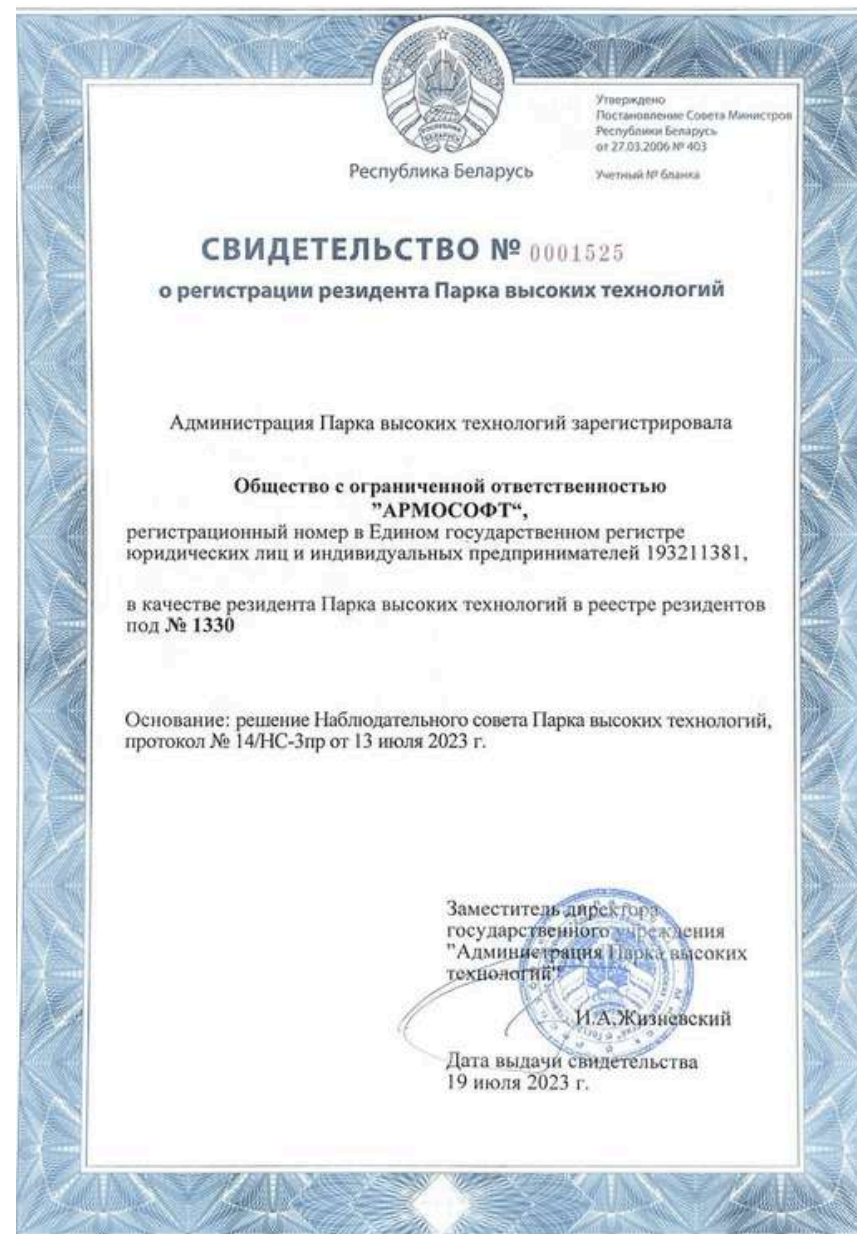 Утверждено
Постановление Совета Министров
Республики Беларусь
от 27.03.2006 № 403
Учетный № бланка
Республика Беларусь
СВИДЕТЕЛЬСТВО № 0001525
о регистрации резидента Парка высоких технологий
Администрация Парка высоких технологий зарегистрировала
Общество с ограниченной ответственностью
”АРМОСОФТ“,
регистрационный номер в Едином государственном регистре
юридических лиц и индивидуальных предпринимателей 193211381,
в качестве резидента Парка высоких технологий в реестре резидентов
под № 1330
Основание: решение Наблюдательного совета Парка высоких технологий,
протокол № 14/НС-3пр от 13 июля 2023 г.
Заместитель директора
государственного учреждения
"Администрация Парка высоких
технологий"
И.А.Жизневский
Дата выдачи свидетельства
19 июля 2023 г.